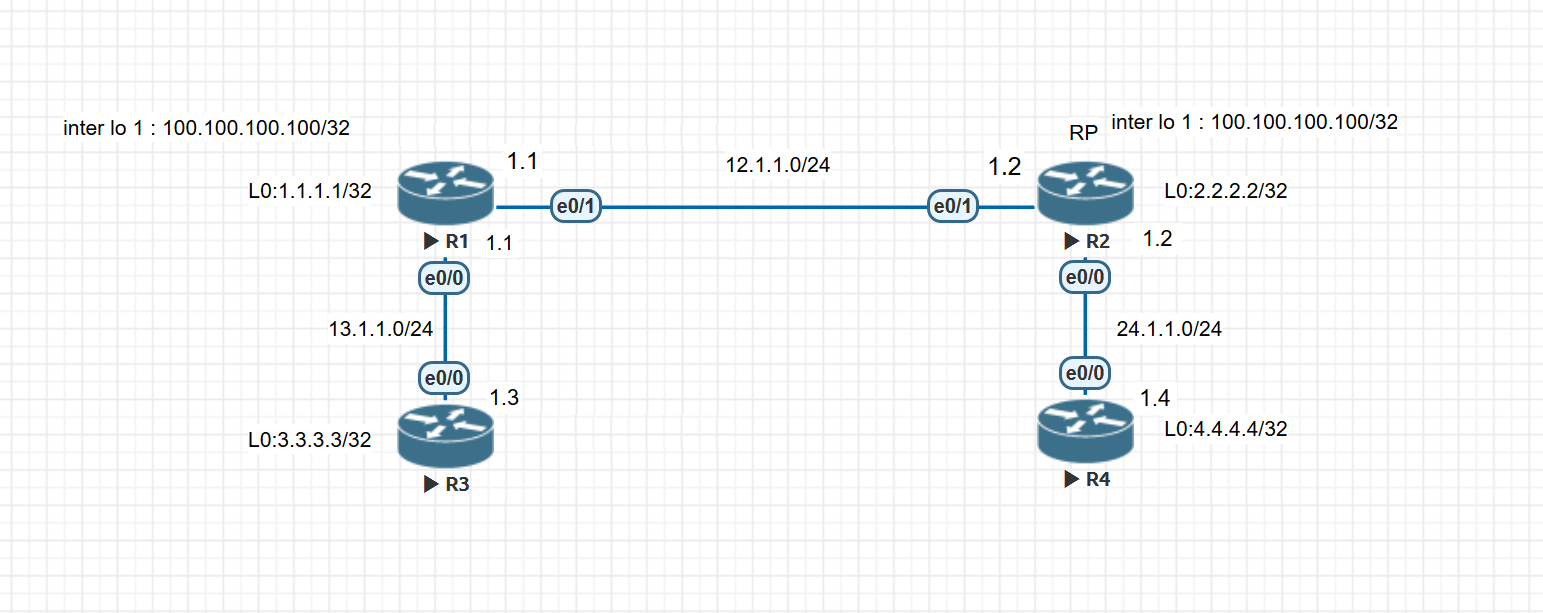 inter lo 1 : 100.100.100.100/32
RP
inter lo 1 : 100.100.100.100/32
1.1
12.1.1.0/24
1.2
L0:1.1.1.1/32
L0:2.2.2.2/32
e0/1
e0/1
R1
1.1
R2
1.2
e0/0
e0/0
13.1.1.0/24
24.1.1.0/24
e0/0
e0/0
1.3
1.4
L0:3.3.3.3/32
L0:4.4.4.4/32
R3
R4